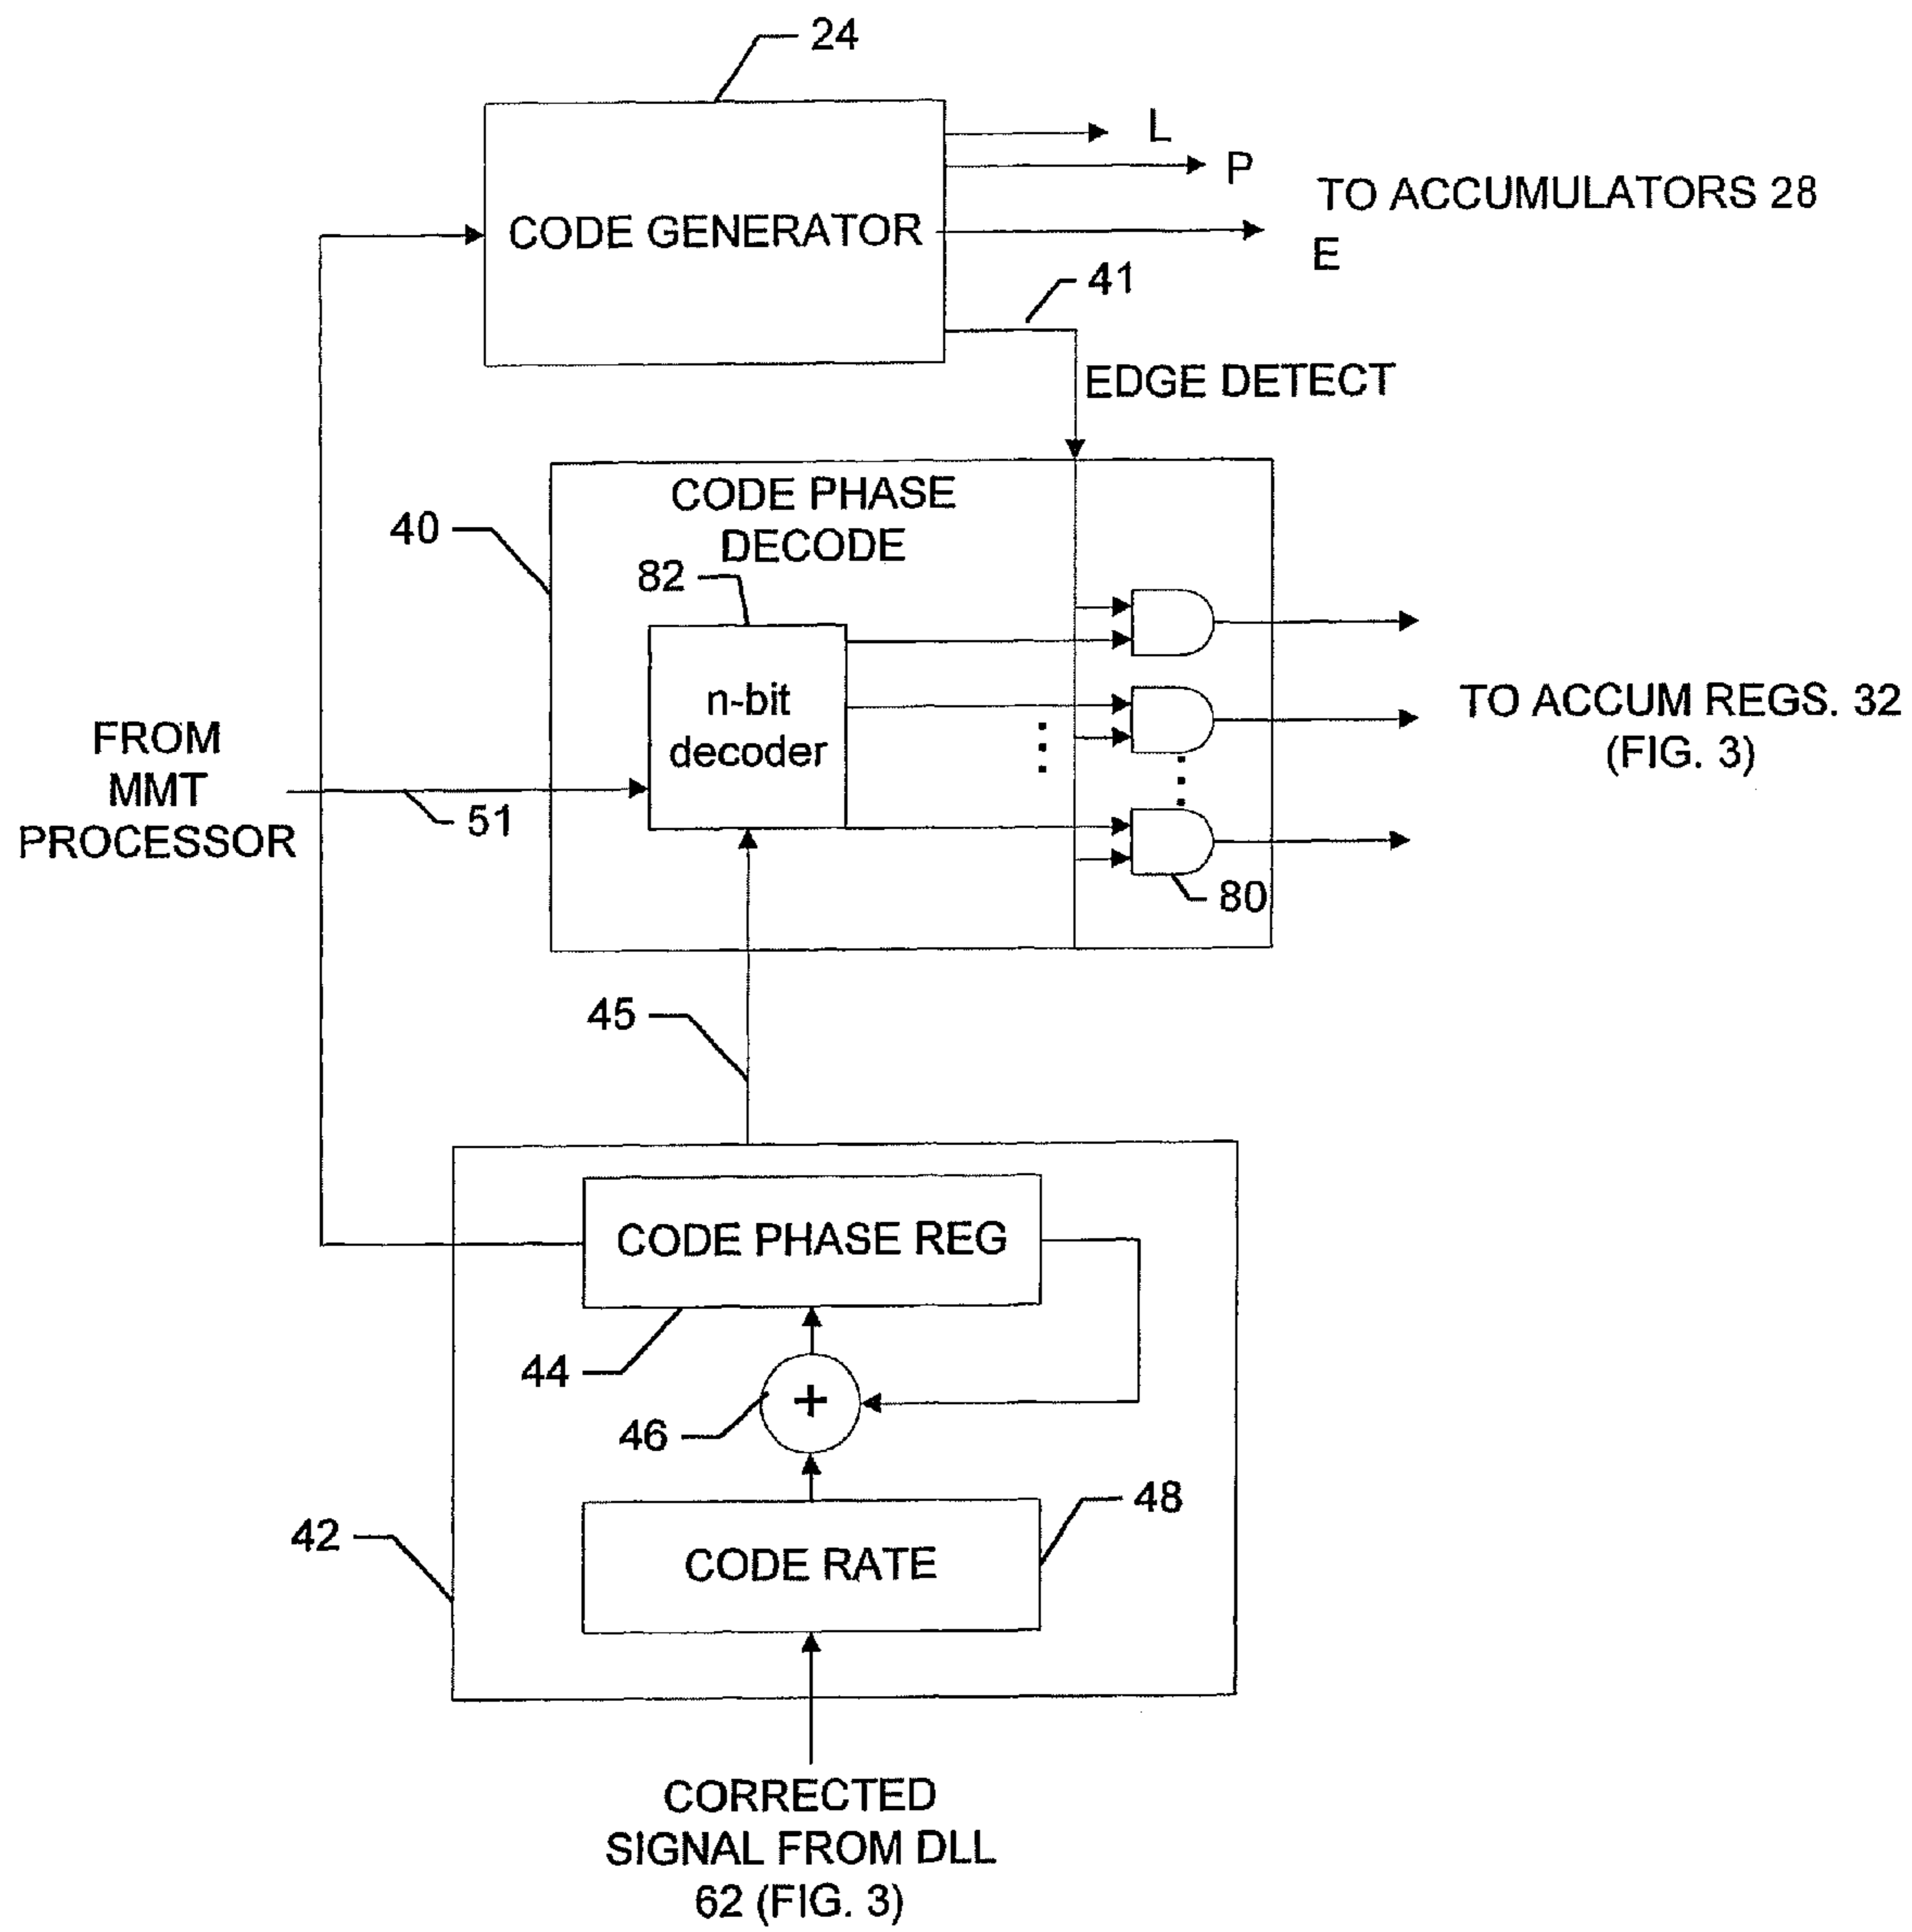 24
L
P
TO ACCUMULATORS 28
CODE GENERATOR
E
41
EDGE DETECT
CODE PHASE
DECODE
40
82
n-bit
decoder
TO ACCUM REGS. 32
(FIG. 3)
FROM
MMT
PROCESSOR
51
80
45
CODE PHASE REG
44
+
46
48
42
CODE RATE
CORRECTED
SIGNAL FROM DLL
62 (FIG. 3)